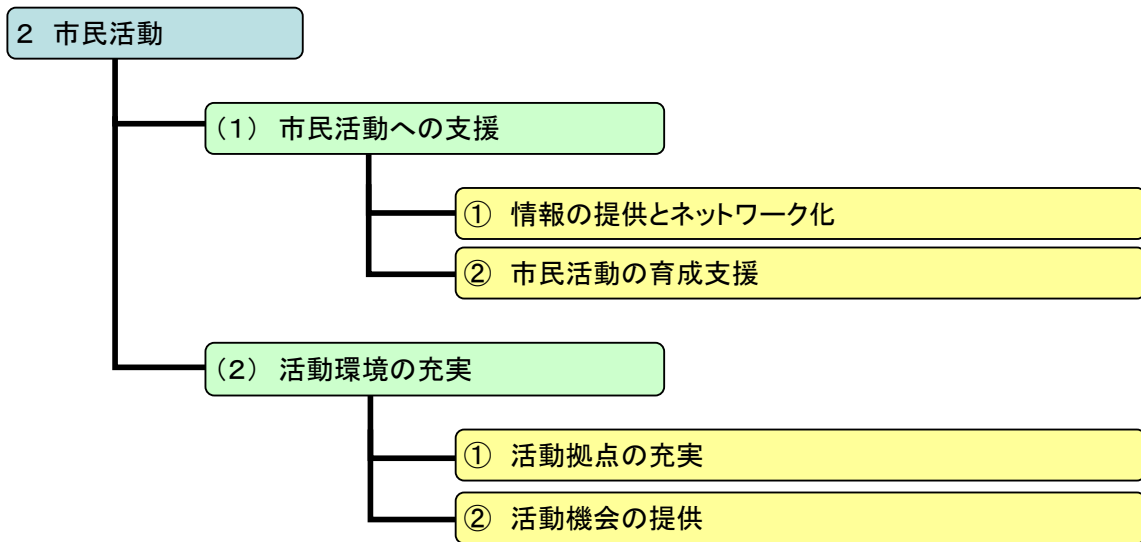 2 市民活動
（1） 市民活動への支援
① 情報の提供とネットワーク化
② 市民活動の育成支援
（2） 活動環境の充実
① 活動拠点の充実
② 活動機会の提供